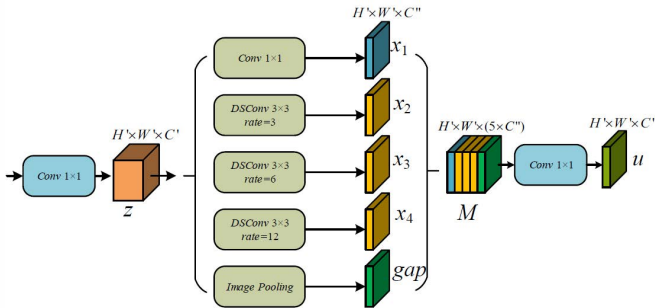 H'×W'×C"
Conv 1×1
x1
DSConv 3×3
rate=3
x2
H'×W'×C'
H'×W'×(5×C")
H'×W'×C'
Conv 1×1
z
DSConv 3×3
rate=6
x3
M
Conv 1×1
u
DSConv 3×3
rate=12
x4
Image Pooling
gap